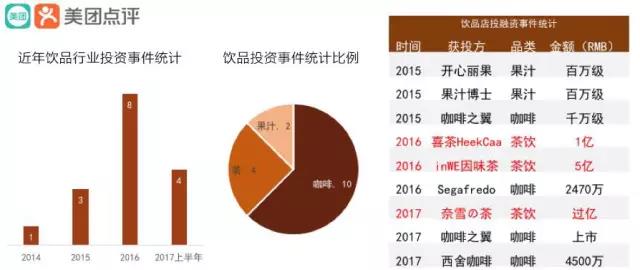 美团 美团点评
近年饮品行业投资事件统计
8
4
3
1
2014 2015 2016 2017上半年
饮品投资事件统计比例
果汁, 2
茶, 4
咖啡, 10
饮品店投融资事件统计
时间 获投方 品类 金额（RMB）
2015 开心丽果 果汁 百万级
2015 果汁博士 果汁 百万级
2015 咖啡之翼 咖啡 千万级
2016 喜茶HeekCaa 茶饮 1亿
2016 inWE因味茶 茶饮 5亿
2016 Segafredo 咖啡 2470万
2017 奈雪の茶 茶饮 过亿
2017 咖啡之翼 咖啡 上市
2017 西舍咖啡 咖啡 4500万